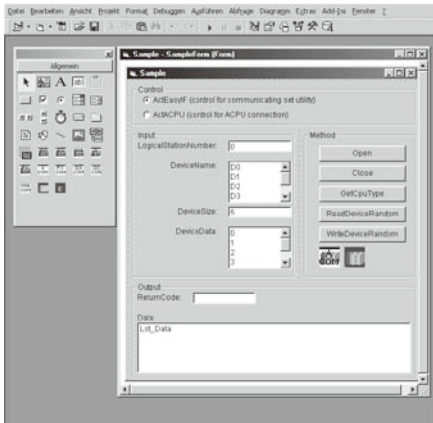 Datei Bearbeiten Ansicht Projekt Format Debuggen Ausführen Abfrage Diagramm Extras Add-Ins Fenster ?
Allgemein
Sample - SampleForm (Form)
Sample
Control
ActEasyIF (control for communicating set utility)
ActACPU (control for ACPU connection)
Input
LogicalStationNumber: 0
DeviceName: D0
D1
D2
D3
DeviceSize: 5
DeviceData: 0
1
2
3
Method
Open
Close
GetCpuType
ReadDeviceRandom
WriteDeviceRandom
Output
ReturnCode:
Data:
Lst_Data